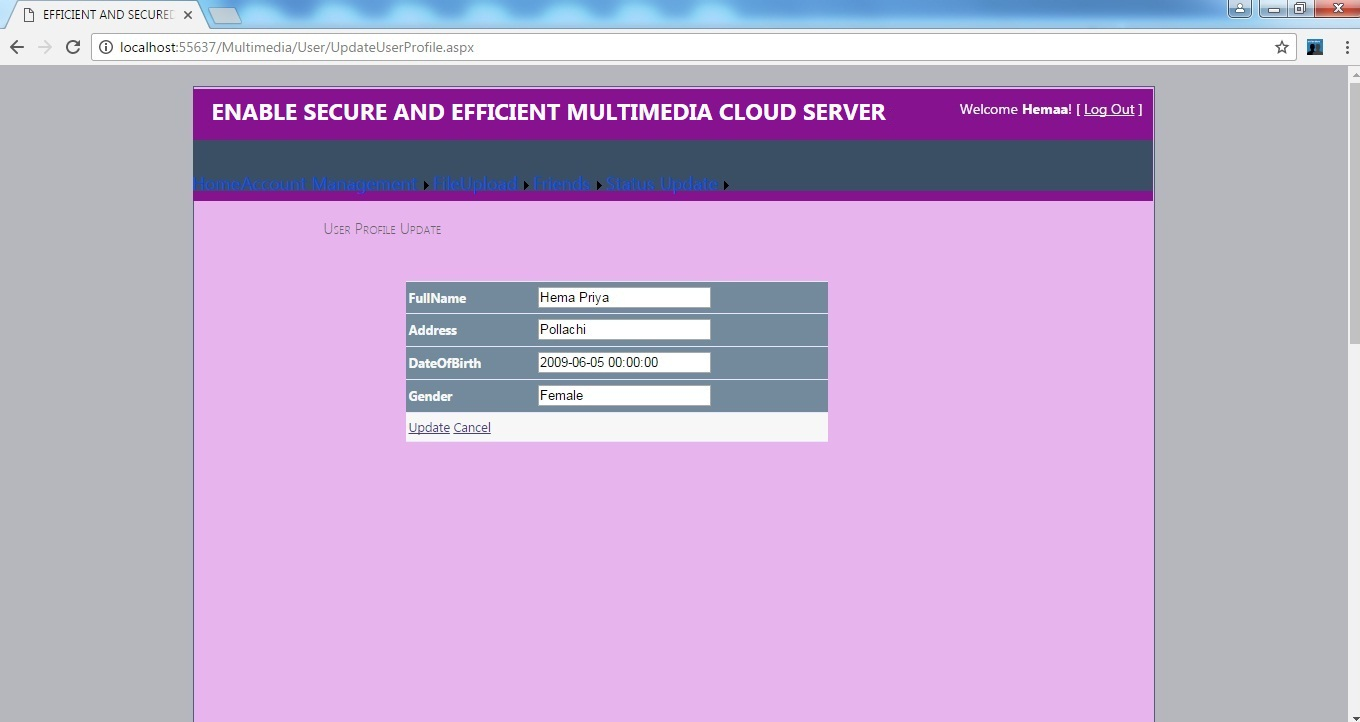 EFFICIENT AND SECURED
localhost:55637/Multimedia/User/UpdateUserProfile.aspx
ENABLE SECURE AND EFFICIENT MULTIMEDIA CLOUD SERVER
Welcome Hemaa! [ Log Out ]
HomeAccount Management FileUpload Friends Status Update
User Profile Update
FullName Hema Priya
Address Pollachi
DateOfBirth 2009-06-05 00:00:00
Gender Female
Update Cancel